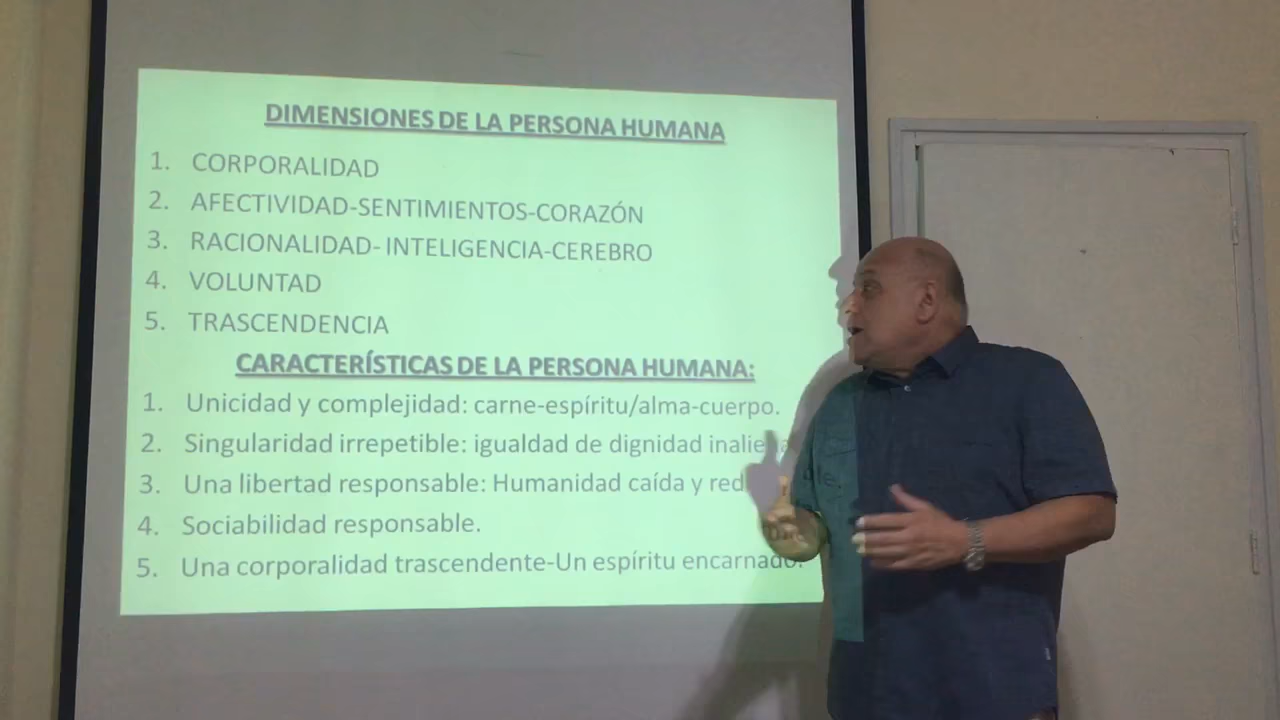 DIMENSIONES DE LA PERSONA HUMANA
1. CORPORALIDAD
2. AFECTIVIDAD-SENTIMIENTOS-CORAZÓN
3. RACIONALIDAD- INTELIGENCIA-CEREBRO
4. VOLUNTAD
5. TRASCENDENCIA
CARACTERÍSTICAS DE LA PERSONA HUMANA:
1. Unicidad y complejidad: carne-espíritu/alma-cuerpo.
2. Singularidad irrepetible: igualdad de dignidad
3. Una libertad responsable: Humanidad caída y
4. Sociabilidad responsable.
5. Una corporalidad trascendente-Un espíritu encarnado.